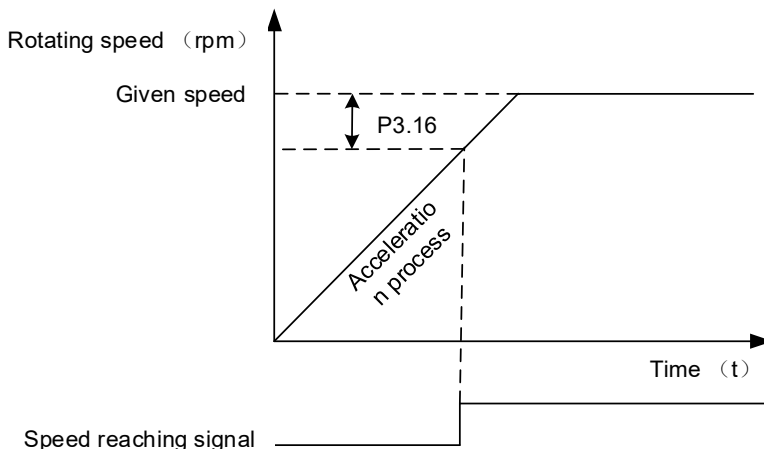 Rotating speed （rpm）
Given speed
P3.16
Acceleratio
n process
Time （t）
Speed reaching signal